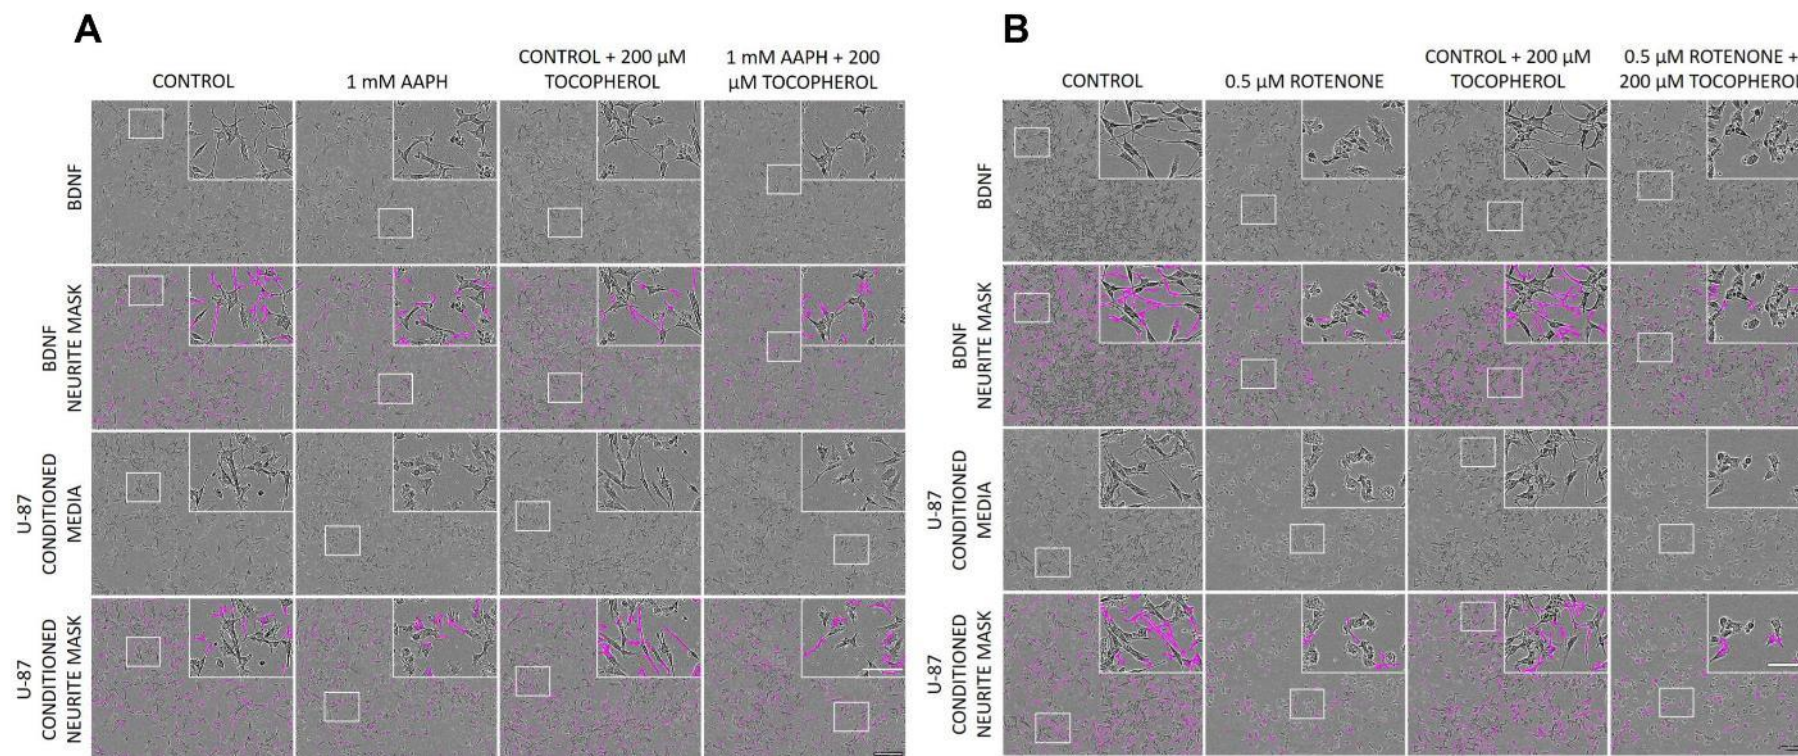 A
B
CONTROL
1 mM AAPH
CONTROL + 200 µM
TOCOPHEROL
1 mM AAPH + 200
µM TOCOPHEROL
CONTROL
0.5 µM ROTENONE
CONTROL + 200 µM
TOCOPHEROL
0.5 µM ROTENONE +
200 µM TOCOPHEROL
BDNF
BDNF
NEURITE MASK
U-87
CONDITIONED
MEDIA
U-87
CONDITIONED
NEURITE MASK
BDNF
BDNF
NEURITE MASK
U-87
CONDITIONED
MEDIA
U-87
CONDITIONED
NEURITE MASK